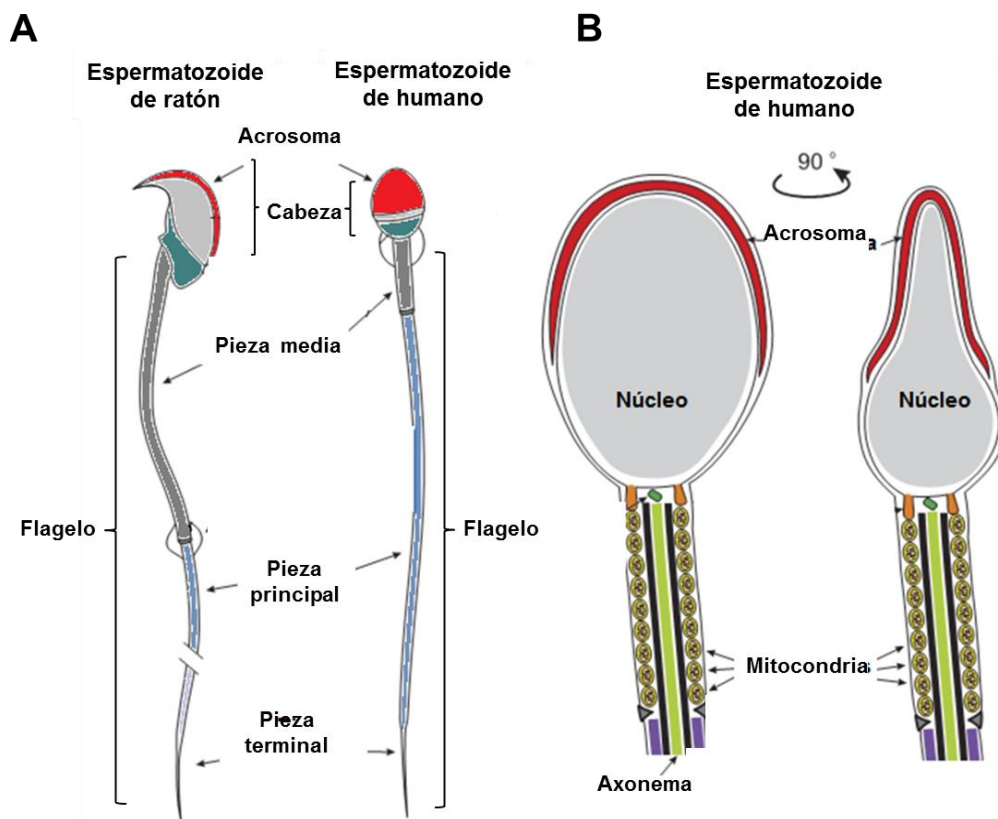 A
Espermatozoide
de ratón
Espermatozoide
de humano
Acrosoma
Cabeza
Pieza media
Flagelo
Flagelo
Pieza
principal
Pieza
terminal
B
Espermatozoide
de humano
90 °
Acrosoma
a
Núcleo
Núcleo
Mitocondria
Axonema